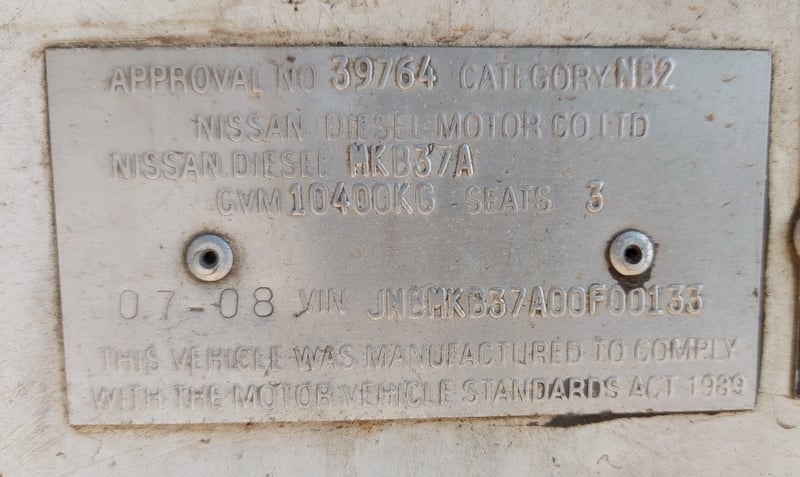 APPROVAL NO 39764 CATEGORY NB2
NISSAN DIESEL MOTOR CO LTD
NISSAN DIESEL MKB37A
GVM 10400KG SEATS 3
07-08 VIN JNBMKB37A00F00133
THIS VEHICLE WAS MANUFACTURED TO COMPLY
WITH THE MOTOR VEHICLE STANDARDS ACT 1989